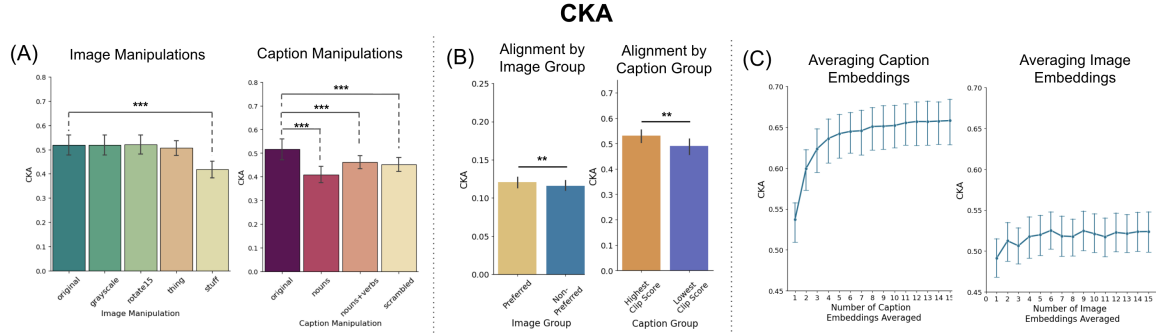 CKA
(A)
Image Manipulations
0.8
0.7
0.6
0.5
0.4
0.3
0.2
0.1
0.0
CKA
***
original
grayscale
rotate15
thing
stuff
Image Manipulation
Caption Manipulations
0.8
0.7
0.6
0.5
0.4
0.3
0.2
0.1
0.0
CKA
***
***
***
original
nouns
nouns+verbs
scrambled
Caption Manipulation
(B)
Alignment by
Image Group
0.25
0.20
0.15
0.10
0.05
0.00
CKA
**
Preferred
Non-
Preferred
Image Group
Alignment by
Caption Group
0.8
0.7
0.6
0.5
0.4
0.3
0.2
0.1
0.0
CKA
**
Highest
Clip Score
Lowest
Clip Score
Caption Group
(C)
Averaging Caption
Embeddings
0.70
0.65
0.60
0.55
0.50
0.45
CKA
1 2 3 4 5 6 7 8 9 10 11 12 13 14 15
Number of Caption
Embeddings Averaged
Averaging Image
Embeddings
0.70
0.65
0.60
0.55
0.50
0.45
CKA
0 1 2 3 4 5 6 7 8 9 10 11 12 13 14 15
Number of Image
Embeddings Averaged